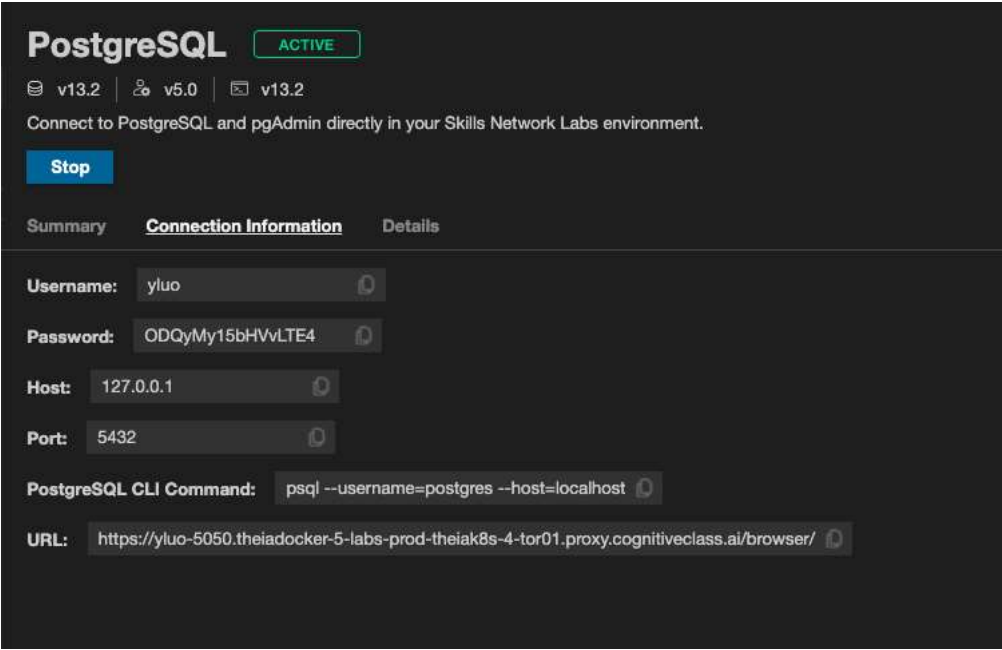 PostgreSQL ACTIVE
v13.2 v5.0 v13.2
Connect to PostgreSQL and pgAdmin directly in your Skills Network Labs environment.
Stop
Summary Connection Information Details
Username: yluo
Password: ODQyMy15bHVvLTE4
Host: 127.0.0.1
Port: 5432
PostgreSQL CLI Command: psql --username=postgres --host=localhost
URL: https://yluo-5050.theiadocker-5-labs-prod-theiak8s-4-tor01.proxy.cognitiveclass.ai/browser/